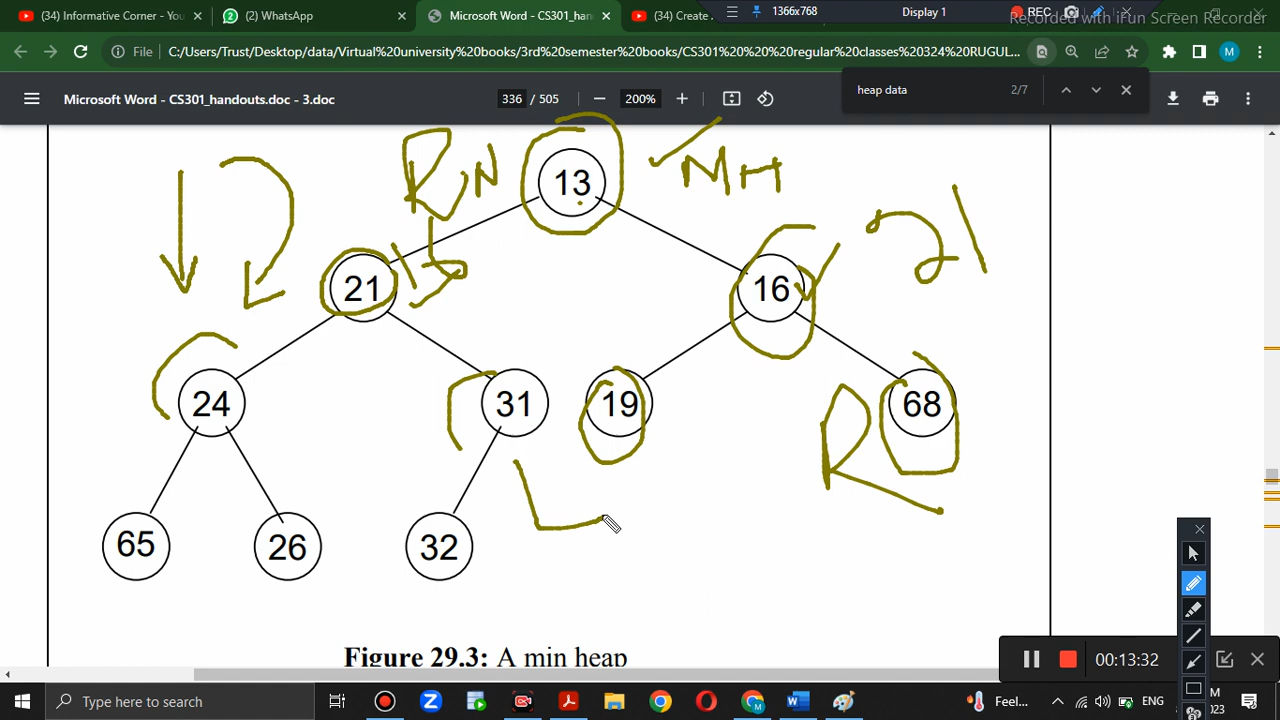 (34) Informative Corner - You
(2) WhatsApp
Microsoft Word - CS301_han
(34) Create
1366x768
Display 1
REC
Recorded with iFun Screen Recorder
File
C:/Users/Trust/Desktop/data/Virtual%20university%20books/3rd%20semester%20books/CS301%20%20%20regular%20classes%20324%20RUGUL...
M
Microsoft Word - CS301_handouts.doc - 3.doc
336 / 505
200%
heap data
2/7
RN
13
MH
21
15
16
21
24
31
19
68
R
L
65
26
32
Figure 29.3: A min heap
00:13:32
Type here to search
Feel...
ENG
M
2023